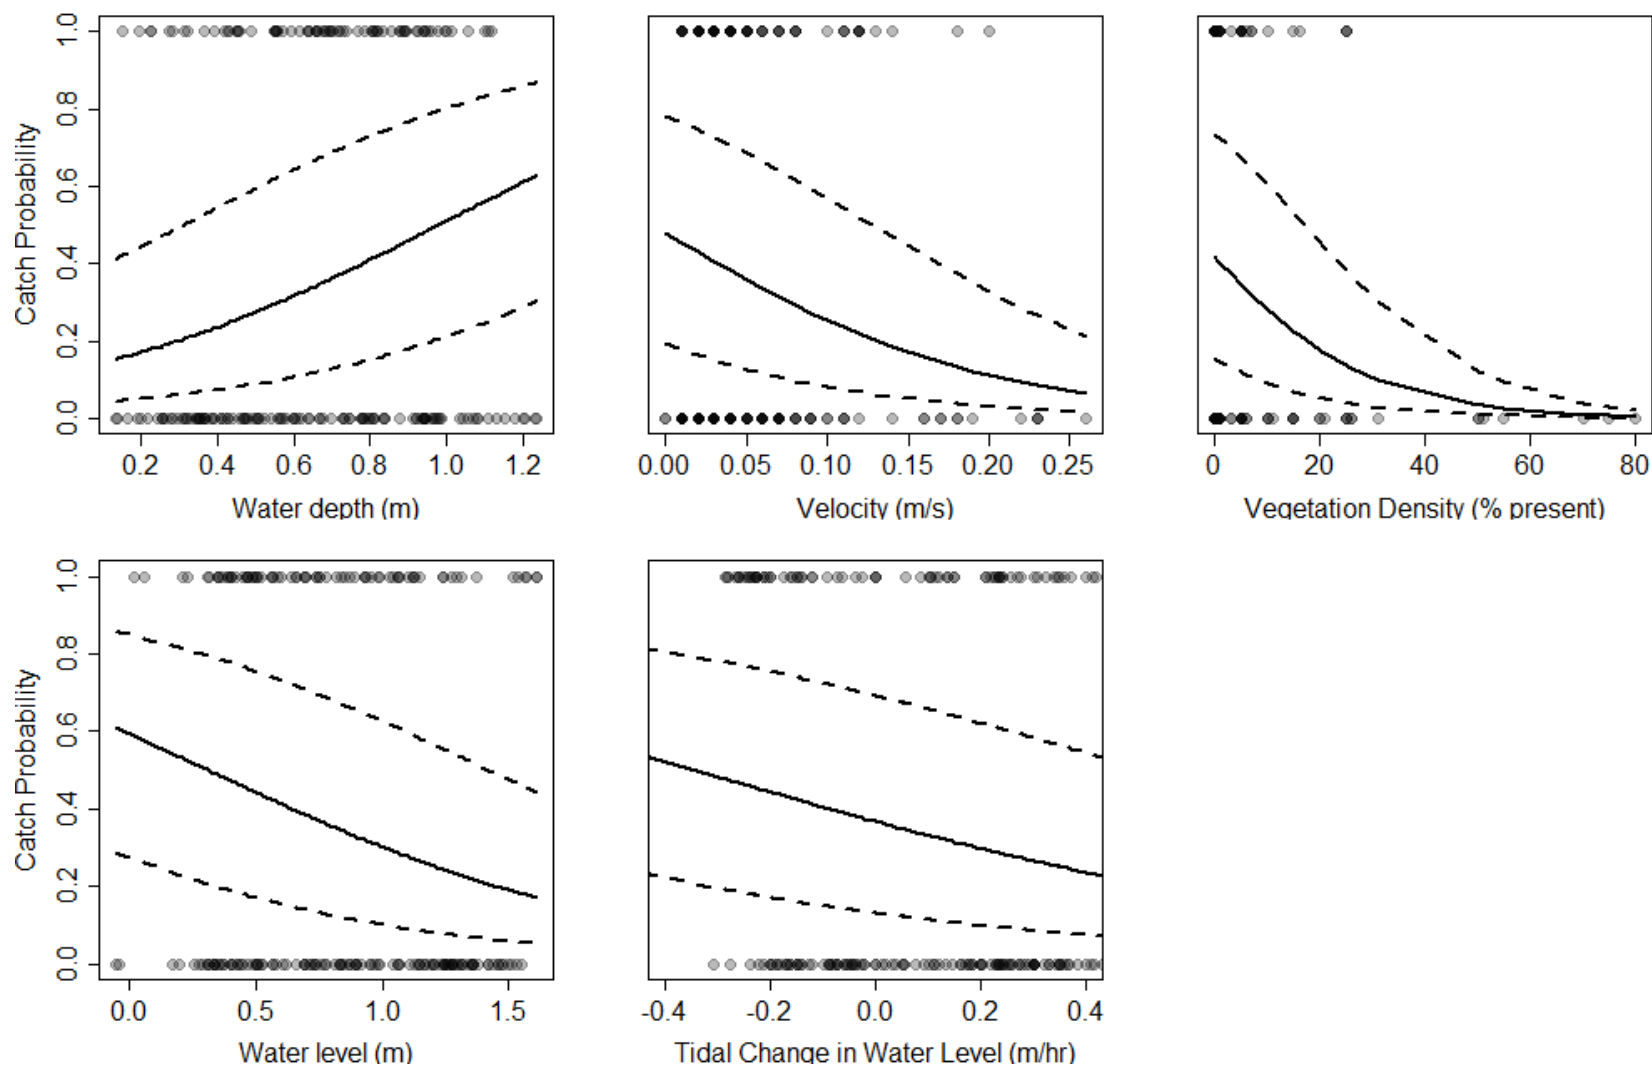 Catch Probability
0.0 0.2 0.4 0.6 0.8 1.0
0.2 0.4 0.6 0.8 1.0 1.2
Water depth (m)
0.00 0.05 0.10 0.15 0.20 0.25
Velocity (m/s)
0 20 40 60 80
Vegetation Density (% present)
Catch Probability
0.0 0.2 0.4 0.6 0.8 1.0
0.0 0.5 1.0 1.5
Water level (m)
-0.4 -0.2 0.0 0.2 0.4
Tidal Change in Water Level (m/hr)